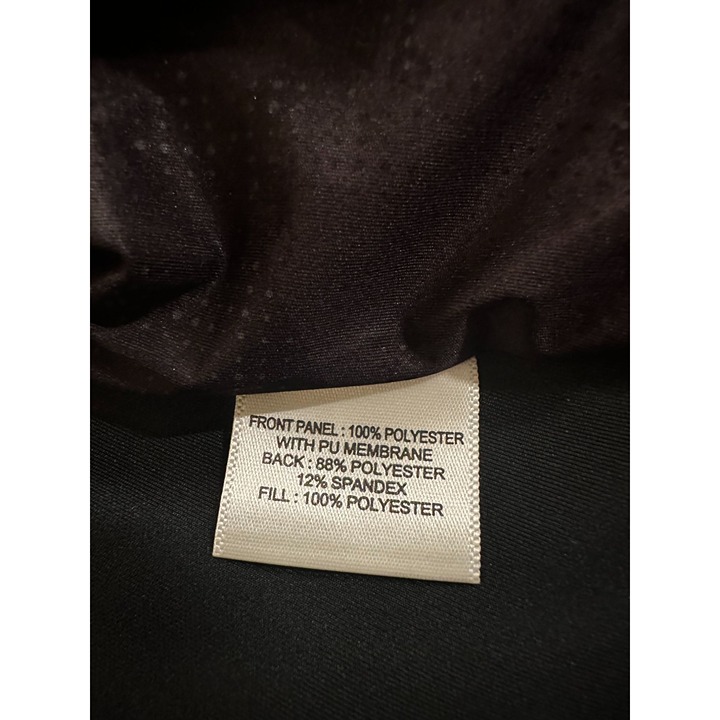 FRONT PANEL : 100% POLYESTER
WITH PU MEMBRANE
BACK : 88% POLYESTER
12% SPANDEX
FILL : 100% POLYESTER